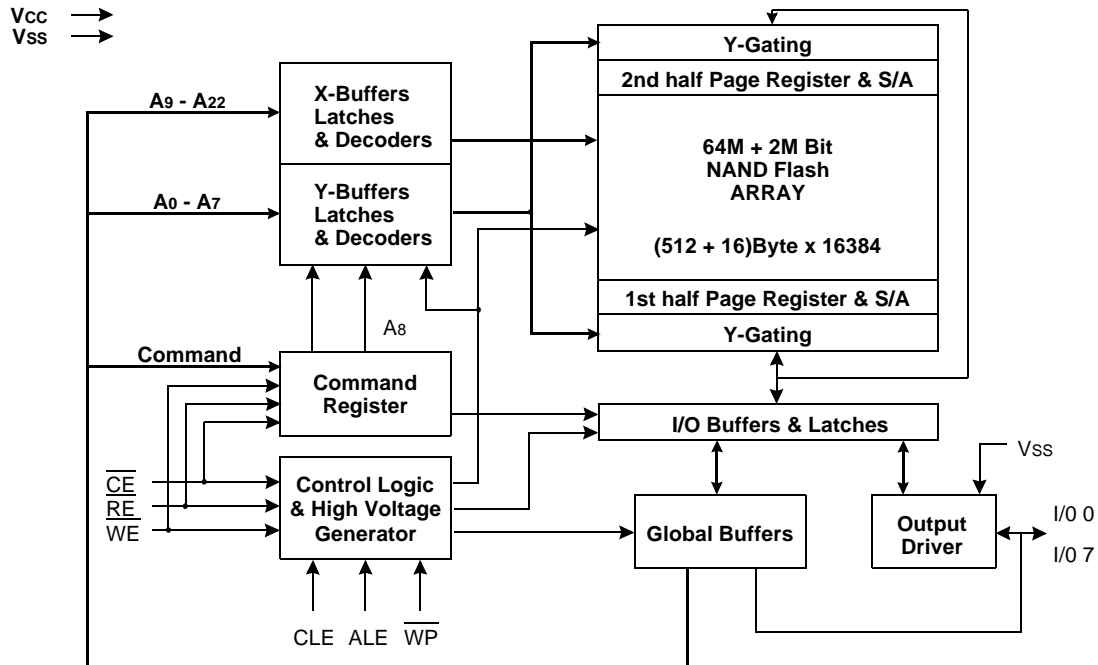 VCC
VSS
A9 - A22
X-Buffers
Latches
& Decoders
A0 - A7
Y-Buffers
Latches
& Decoders
Y-Gating
2nd half Page Register & S/A
64M + 2M Bit
NAND Flash
ARRAY
(512 + 16)Byte x 16384
1st half Page Register & S/A
Y-Gating
A8
Command
Command
Register
I/O Buffers & Latches
VSS
CE
RE
WE
Control Logic
& High Voltage
Generator
Global Buffers
Output
Driver
I/0 0
I/0 7
CLE
ALE
WP